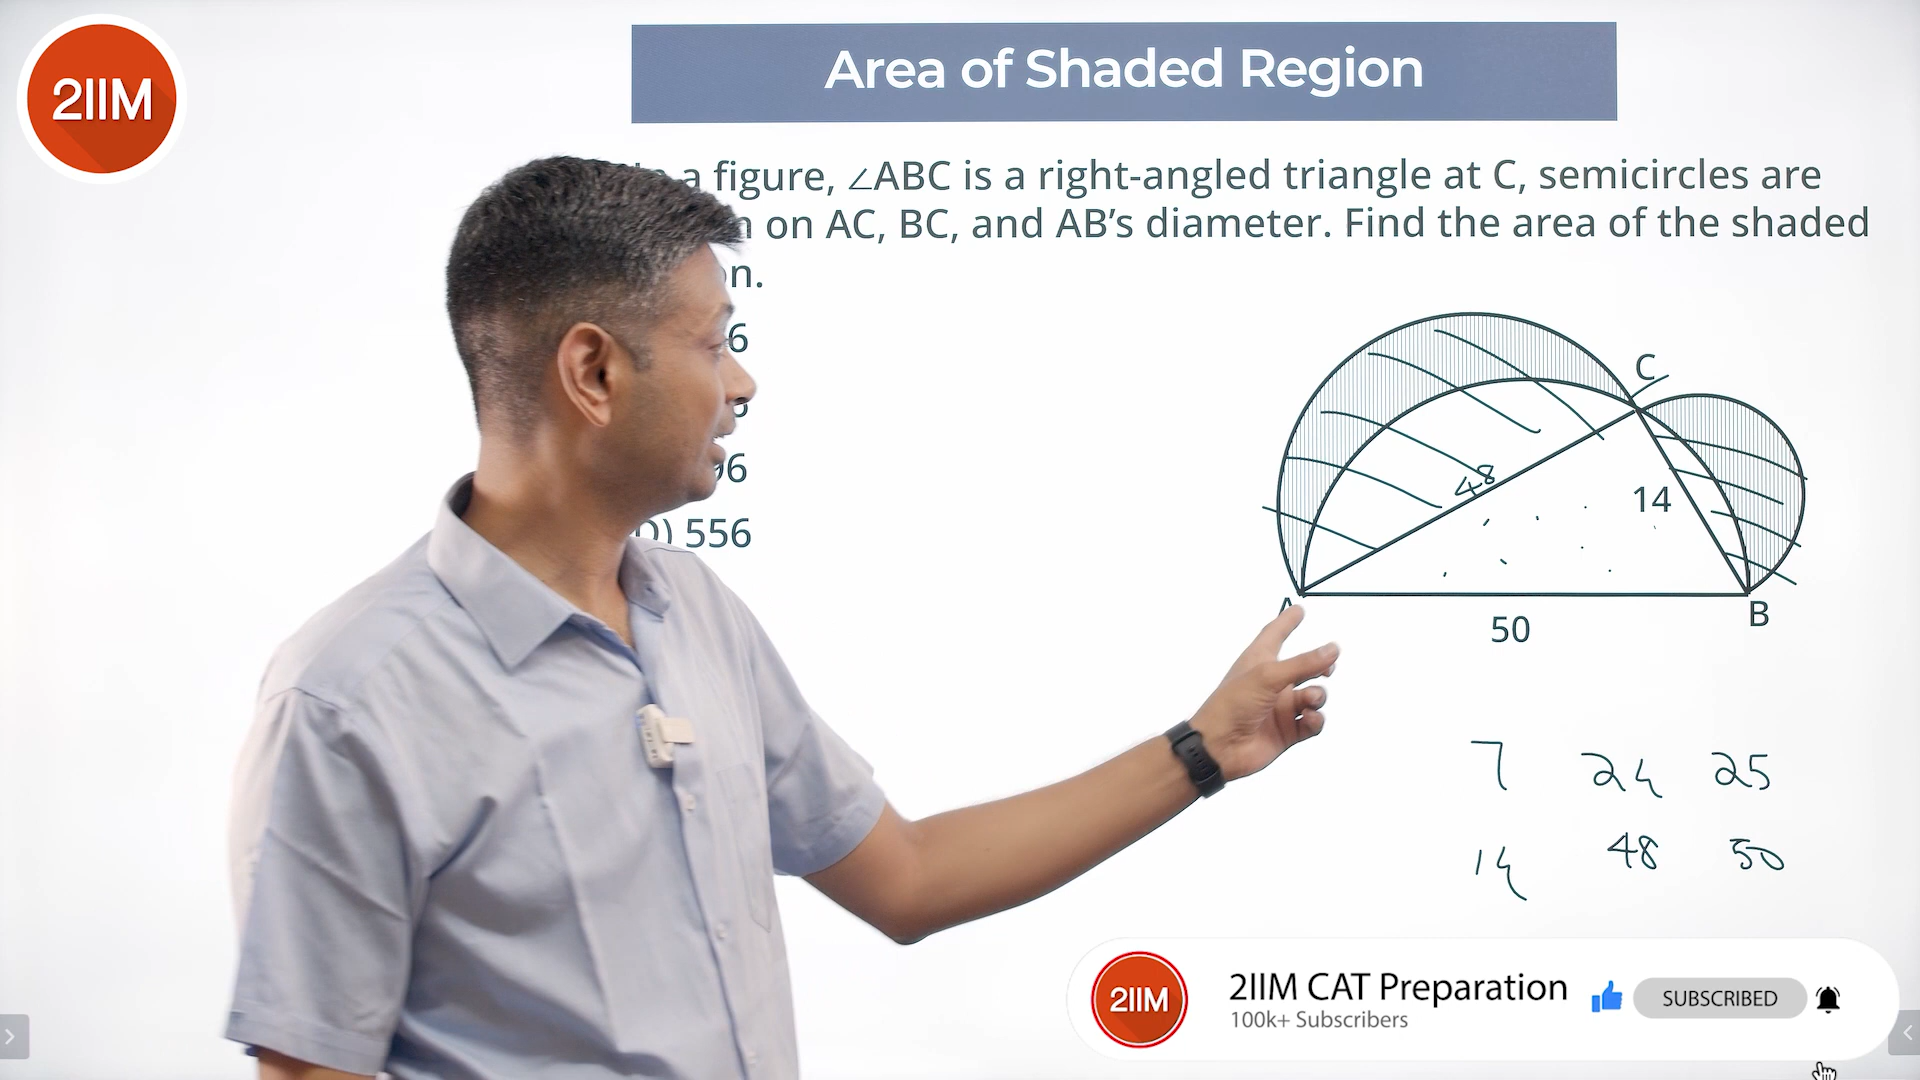 2IIM
Area of Shaded Region
a figure, ∠ABC is a right-angled triangle at C, semicircles are
on AC, BC, and AB’s diameter. Find the area of the shaded
D) 556
C
48
14
A
B
50
7 24 25
14 48 50
2IIM
2IIM CAT Preparation
100k+ Subscribers
SUBSCRIBED